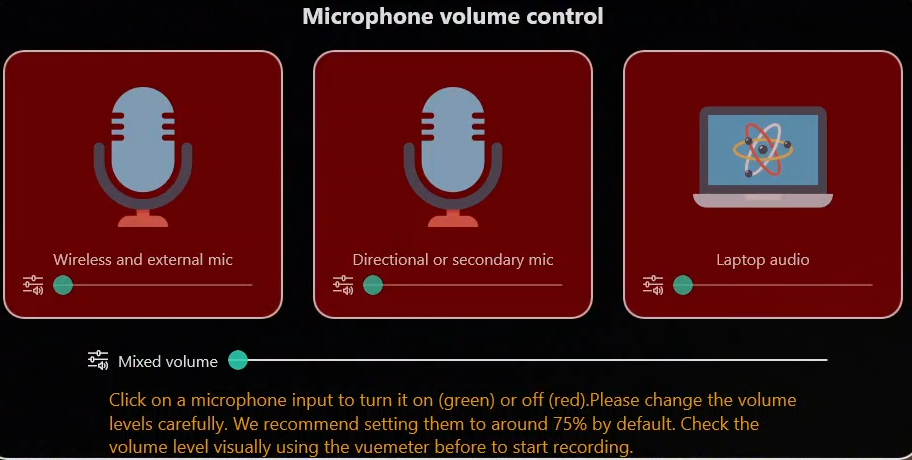 Microphone volume control
Wireless and external mic
Directional or secondary mic
Laptop audio
Mixed volume
Click on a microphone input to turn it on (green) or off (red).Please change the volume
levels carefully. We recommend setting them to around 75% by default. Check the
volume level visually using the vuemeter before to start recording.